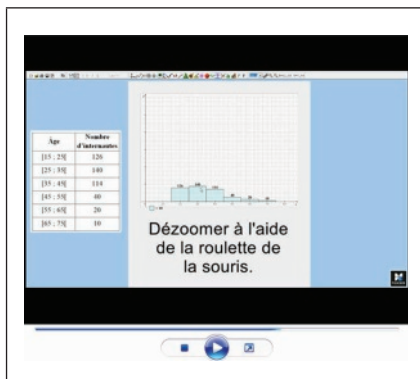 Âge Nombre d'internautes
[15 ; 25[ 126
[25 ; 35[ 140
[35 ; 45[ 114
[45 ; 55[ 40
[55 ; 65[ 20
[65 ; 75[ 10
Dézoomer à l'aide
de la roulette de
la souris.